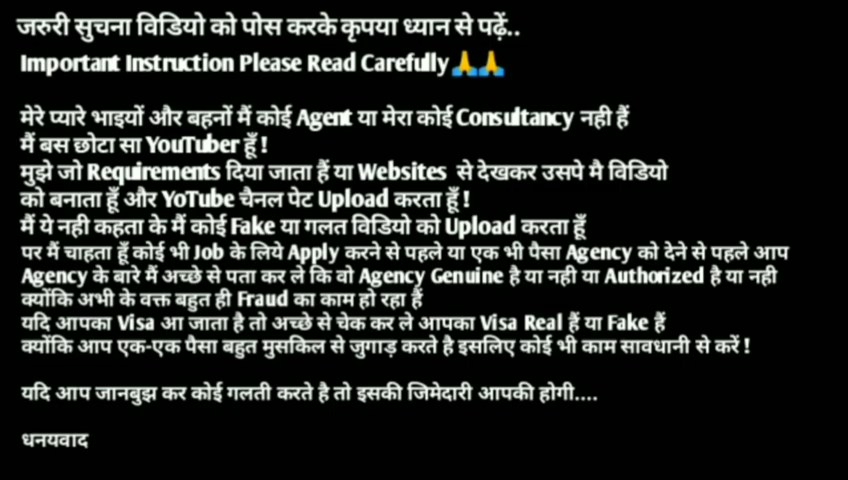 जरुरी सुचना विडियो को पोस करके कृपया ध्यान से पढ़ें..
Important Instruction Please Read Carefully🙏🙏
मेरे प्यारे भाइयों और बहनों मैं कोई Agent या मेरा कोई Consultancy नही हैं
मैं बस छोटा सा YouTuber हूँ !
मुझे जो Requirements दिया जाता हैं या Websites से देखकर उसपे मै विडियो
को बनाता हूँ और YoTube चैनल पेट Upload करता हूँ !
मैं ये नही कहता के मैं कोई Fake या गलत विडियो को Upload करता हूँ
पर मैं चाहता हूँ कोई भी Job के लिये Apply करने से पहले या एक भी पैसा Agency को देने से पहले आप
Agency के बारे मैं अच्छे से पता कर ले कि वो Agency Genuine है या नही या Authorized है या नही
क्योंकि अभी के वक्त बहुत ही Fraud का काम हो रहा हैं
यदि आपका Visa आ जाता है तो अच्छे से चेक कर ले आपका Visa Real हैं या Fake हैं
क्योंकि आप एक-एक पैसा बहुत मुसकिल से जुगाड़ करते है इसलिए कोई भी काम सावधानी से करें !
यदि आप जानबुझ कर कोई गलती करते है तो इसकी जिमेदारी आपकी होगी....
धनयवाद